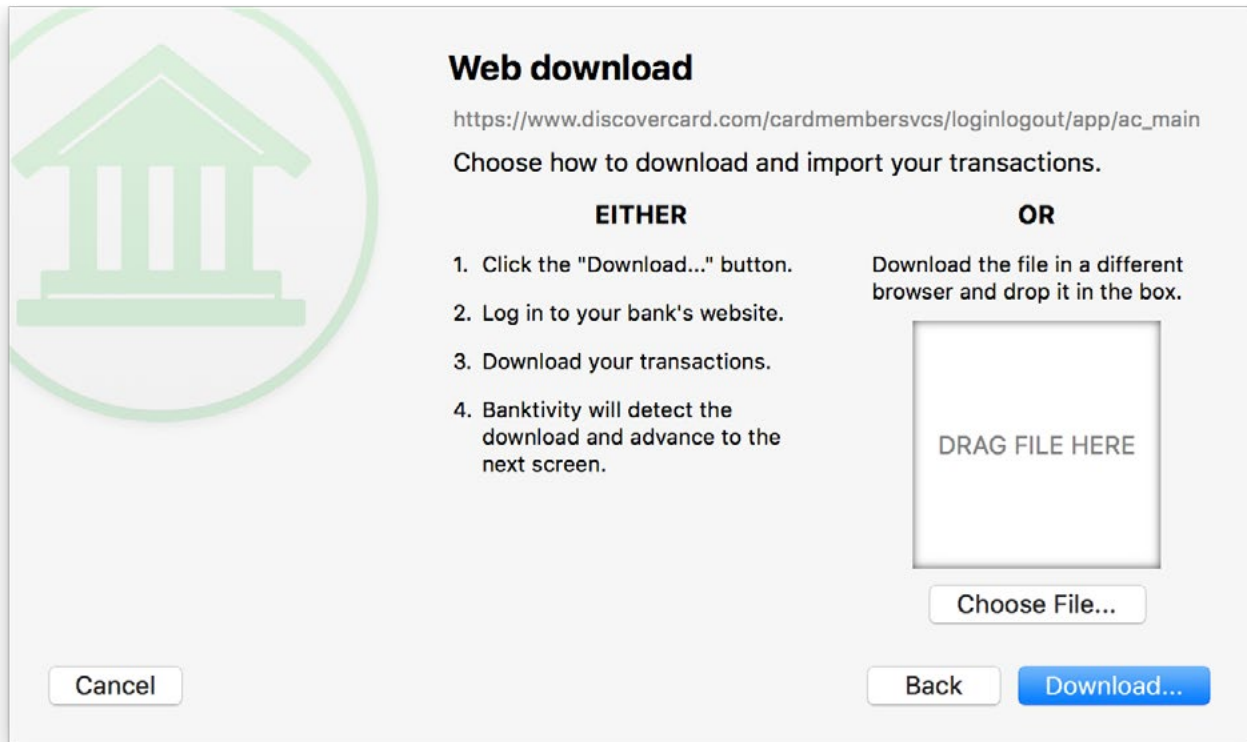 Web download
https://www.discovercard.com/cardmembersvcs/loginlogout/app/ac_main
Choose how to download and import your transactions.
EITHER
1. Click the "Download..." button.
2. Log in to your bank's website.
3. Download your transactions.
4. Banktivity will detect the
download and advance to the
next screen.
OR
Download the file in a different
browser and drop it in the box.
DRAG FILE HERE
Choose File...
Cancel
Back
Download...